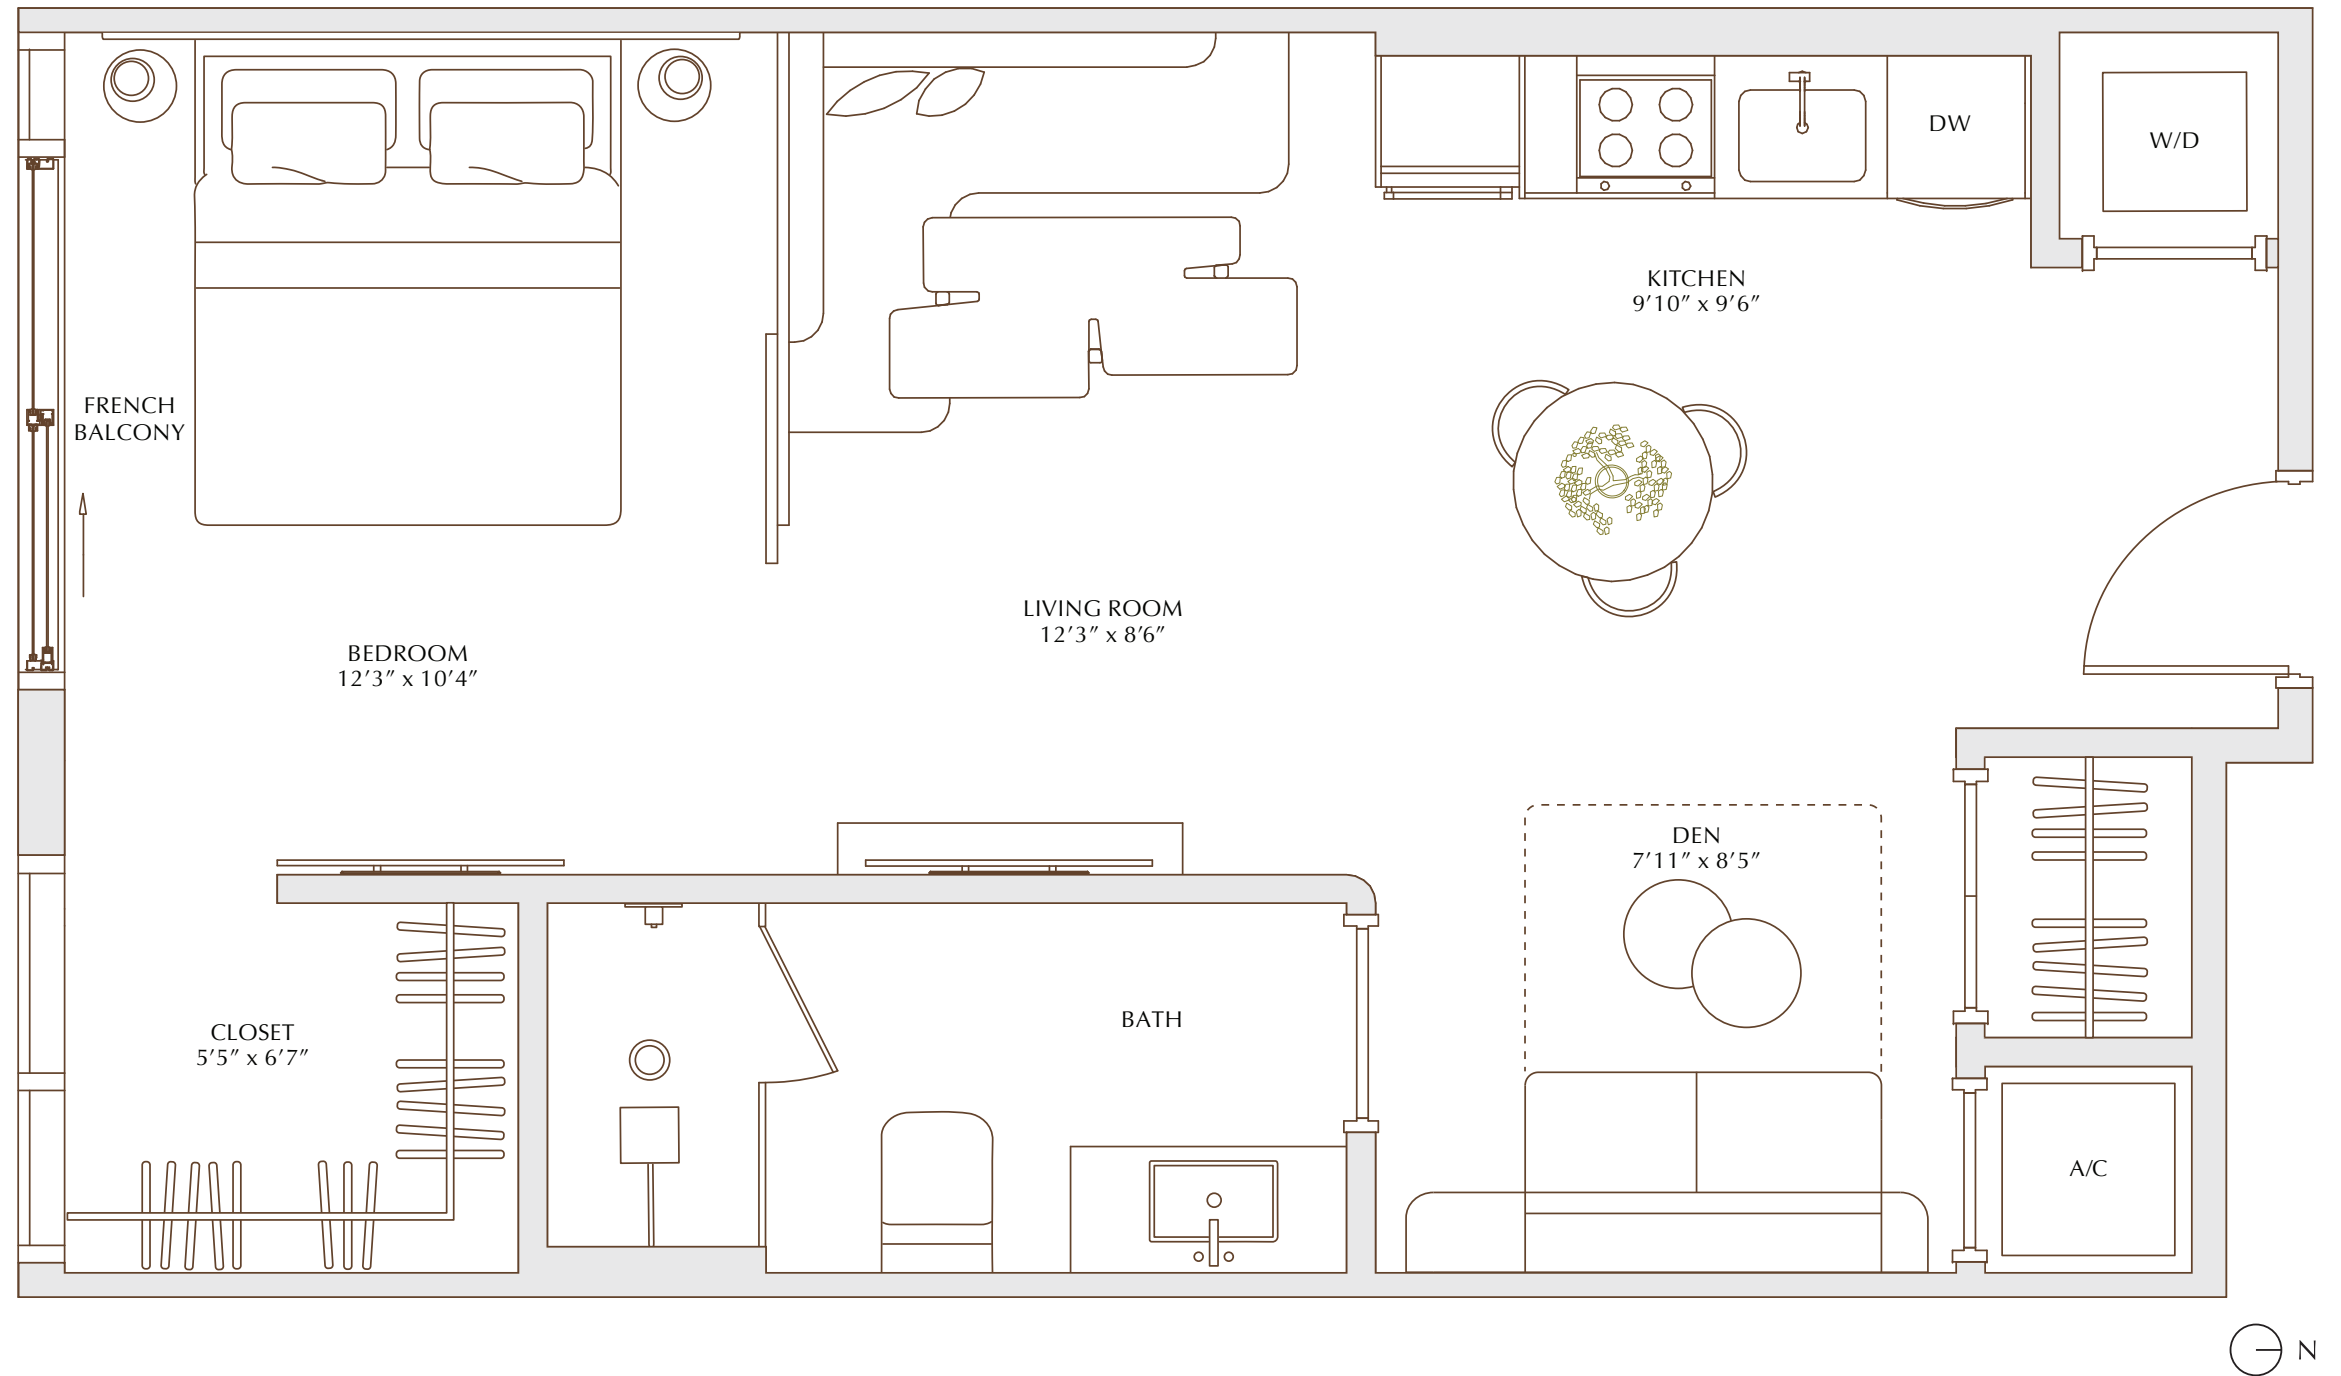 DW
W/D
KITCHEN
9’10” x 9’6”
FRENCH
BALCONY
LIVING ROOM
12’3” x 8’6”
BEDROOM
12’3” x 10’4”
DEN
7’11” x 8’5”
BATH
CLOSET
5’5” x 6’7”
A/C
N